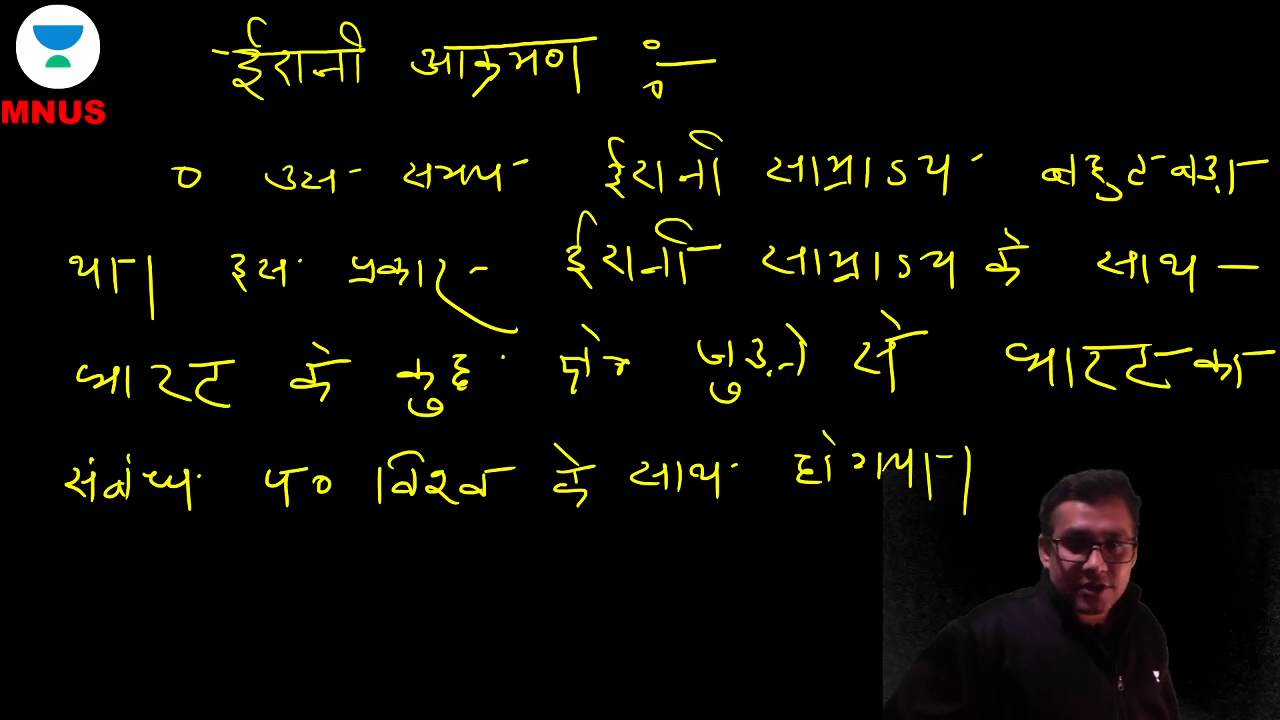 MNUS
ईरानी आक्रमण :-
० उस समय ईरानी साम्राज्य बहुत बड़ा
था। इस प्रकार ईरानी साम्राज्य के साथ
भारत के कुछ क्षेत्र जुड़ने से भारत का
संबंध प० विश्व के साथ हो गया।